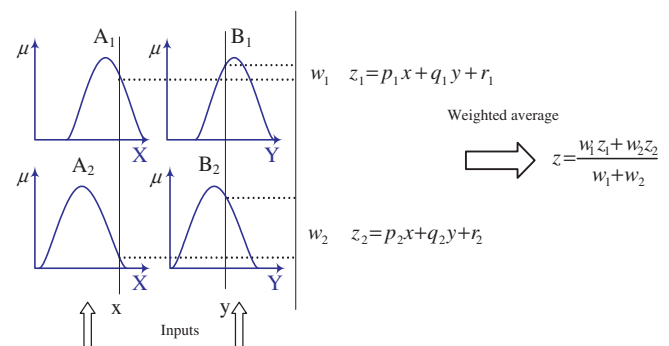 A₁ B₁
μ μ
w₁ z₁=p₁x+q₁y+r₁
X Y
Weighted average
z=(w₁z₁+w₂z₂)/(w₁+w₂)
A₂ B₂
μ μ
w₂ z₂=p₂x+q₂y+r₂
X Y
x y
Inputs